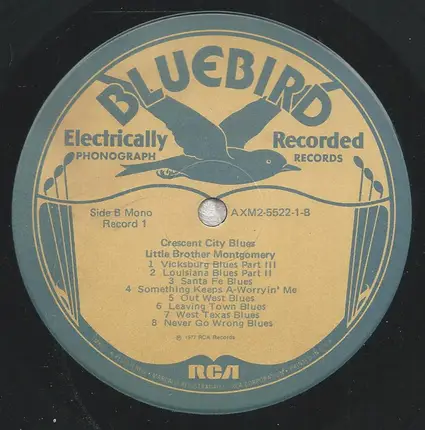 BLUEBIRD
Electrically Recorded
PHONOGRAPH RECORDS
Side B Mono AXM2-5522-1-B
Record 1
Crescent City Blues
Little Brother Montgomery
1 Vicksburg Blues Part III
2 Louisiana Blues Part II
3 Santa Fe Blues
4 Something Keeps A-Worryin' Me
5 Out West Blues
6 Leaving Town Blues
7 West Texas Blues
8 Never Go Wrong Blues
℗ 1977 RCA Records
RCA